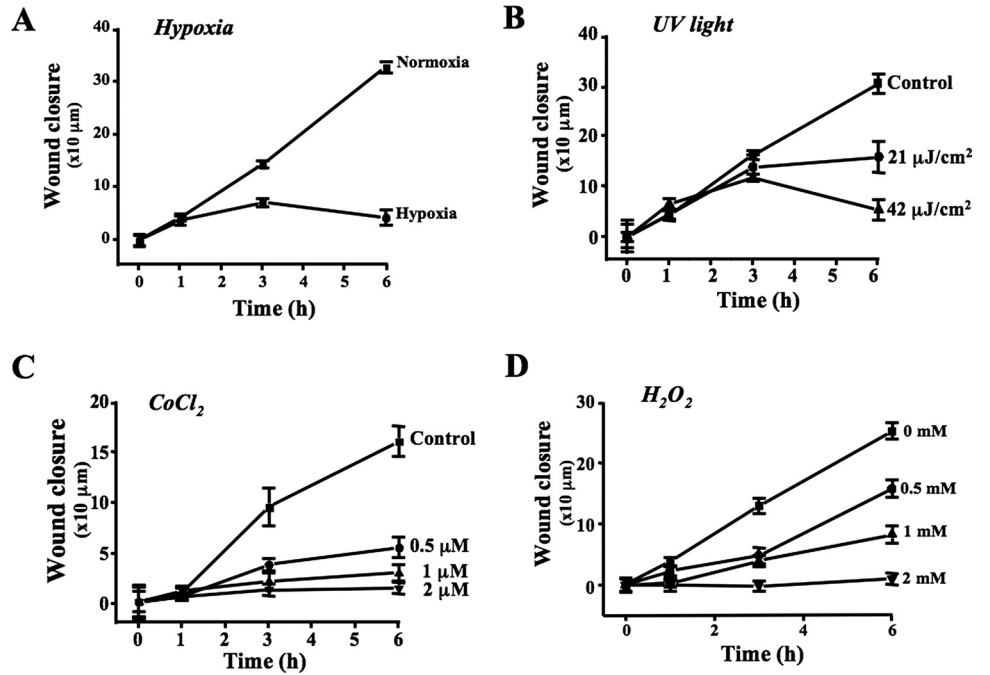 A
Hypoxia
40
30
20
10
0
Wound closure
(x10 μm)
Normoxia
Hypoxia
0 1 2 3 4 5 6
Time (h)
B
UV light
40
30
20
10
0
Wound closure
(x10 μm)
Control
21 μJ/cm²
42 μJ/cm²
0 1 2 3 4 5 6
Time (h)
C
CoCl₂
20
15
10
5
0
Wound closure
(x10 μm)
Control
0.5 μM
1 μM
2 μM
0 1 2 3 4 5 6
Time (h)
D
H₂O₂
30
20
10
0
Wound closure
(x10 μm)
0 mM
0.5 mM
1 mM
2 mM
0 2 4 6
Time (h)